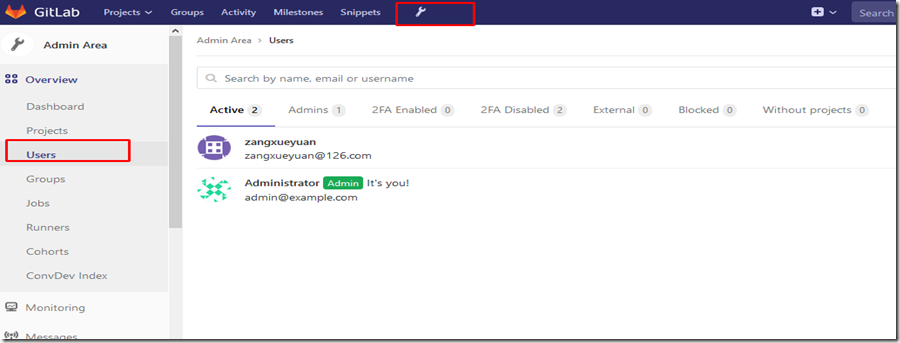 GitLab Projects Groups Activity Milestones Snippets Search
Admin Area
Overview
Dashboard
Projects
Users
Groups
Jobs
Runners
Cohorts
ConvDev Index
Monitoring
Messages
Admin Area > Users
Search by name, email or username
Active 2 Admins 1 2FA Enabled 0 2FA Disabled 2 External 0 Blocked 0 Without projects 0
zangxueyuan
zangxueyuan@126.com
Administrator Admin It's you!
admin@example.com